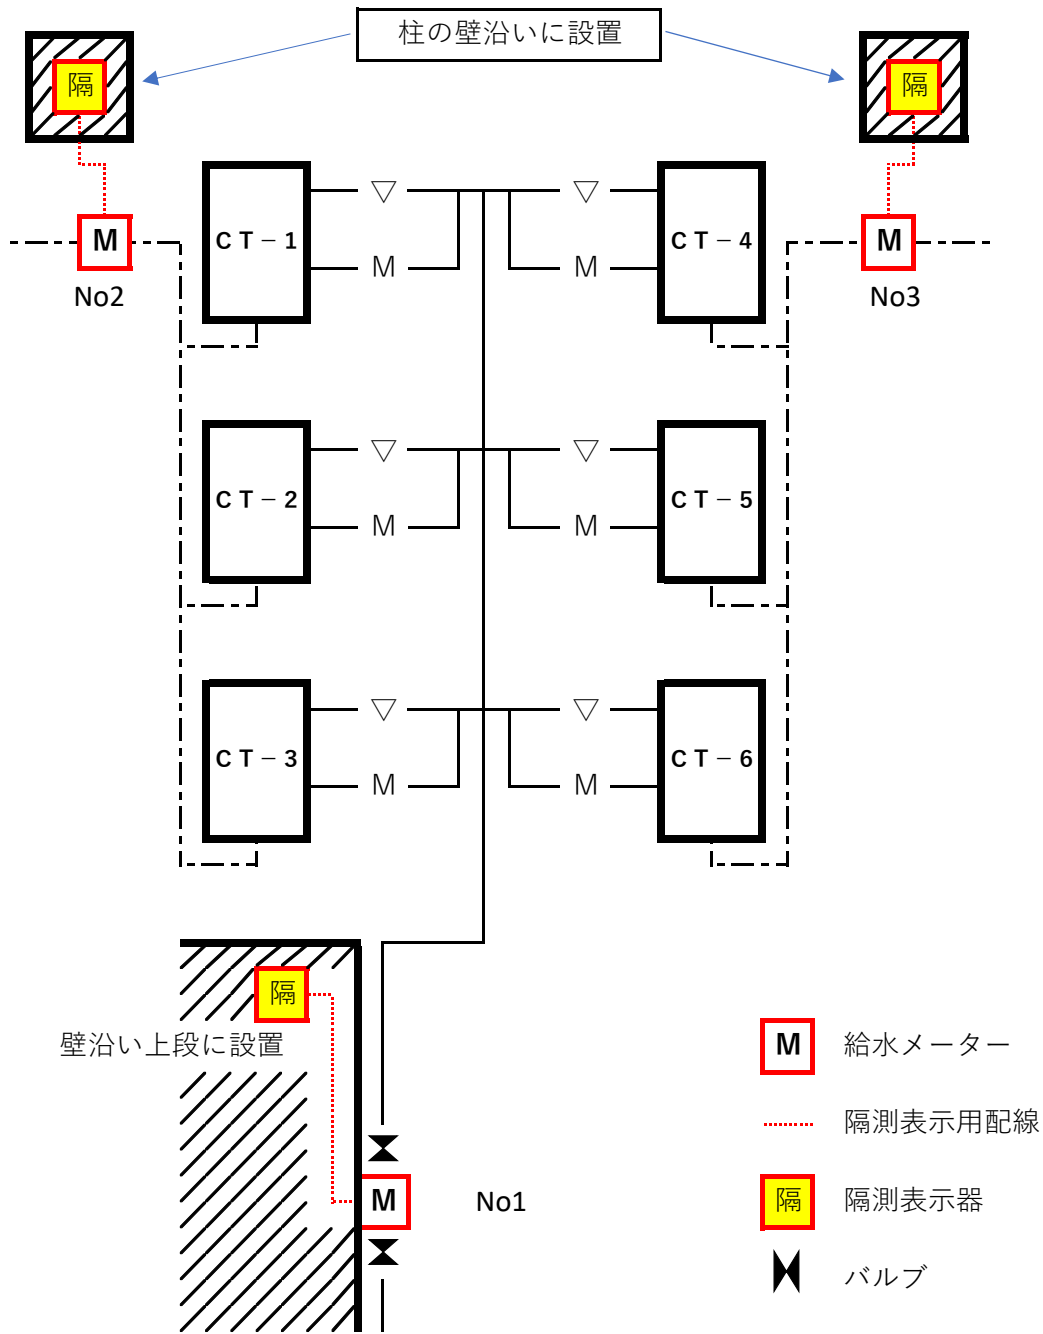 柱の壁沿いに設置
隔
隔
M
No2
CT－1
▽
▽
CT－4
M
No3
M
M
CT－2
▽
▽
CT－5
M
M
CT－3
▽
▽
CT－6
M
M
隔
壁沿い上段に設置
M
No1
M 給水メーター
隔測表示用配線
隔 隔測表示器
バルブ